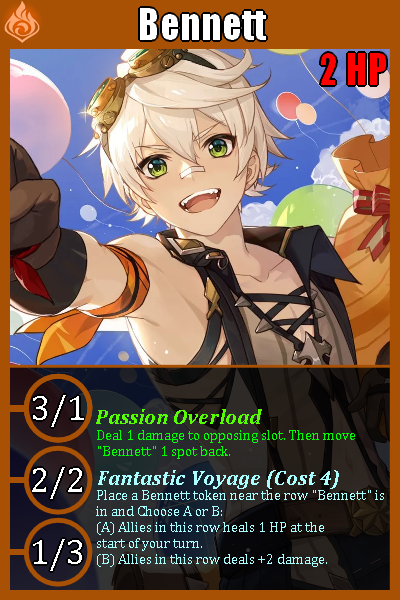 Bennett
2 HP
3/1
Passion Overload
Deal 1 damage to opposing slot. Then move
"Bennett" 1 spot back.
2/2
Fantastic Voyage (Cost 4)
Place a Bennett token near the row "Bennett" is
in and Choose A or B:
(A) Allies in this row heals 1 HP at the
start of your turn.
1/3
(B) Allies in this row deals +2 damage.